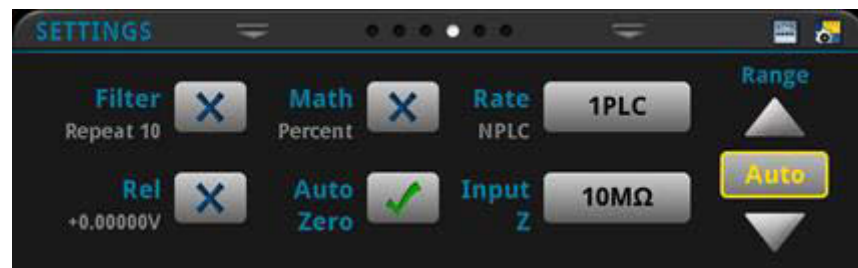 SETTINGS
Range
Filter
Repeat 10
Math
Percent
Rate
NPLC
1PLC
Auto
Rel
+0.00000V
Auto
Zero
Input
Z
10MΩ